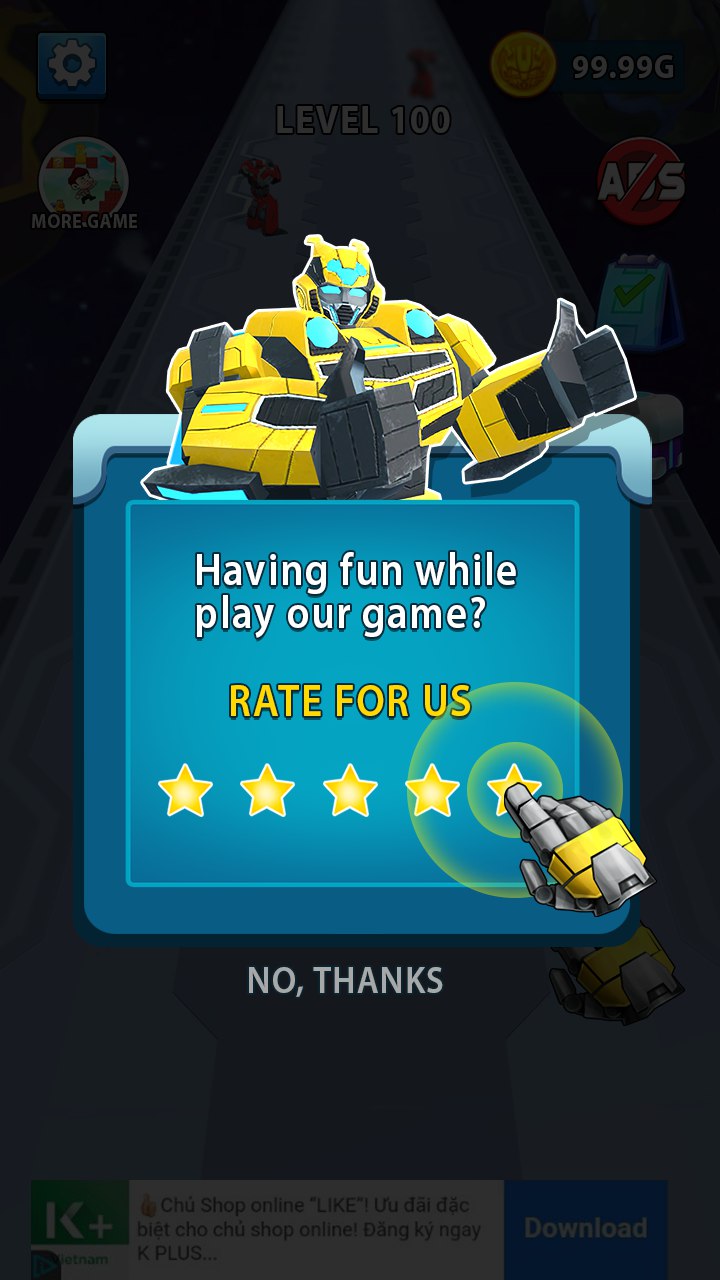 99.99G
LEVEL 100
ADS
MORE GAME
Having fun while
play our game?
RATE FOR US
NO, THANKS
K+
Vietnam
👍Chủ Shop online “LIKE”! Ưu đãi đặc
biệt cho chủ shop online! Đăng ký ngay
K PLUS...
Download